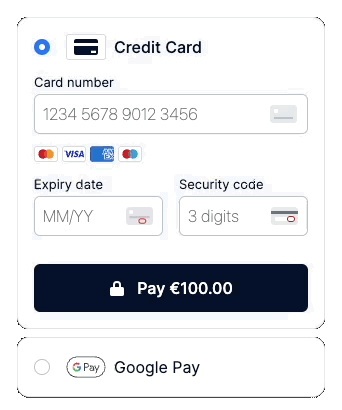 Credit Card
Card number
1234 5678 9012 3456
VISA
Expiry date Security code
MM/YY 3 digits
Pay €100.00
G Pay Google Pay